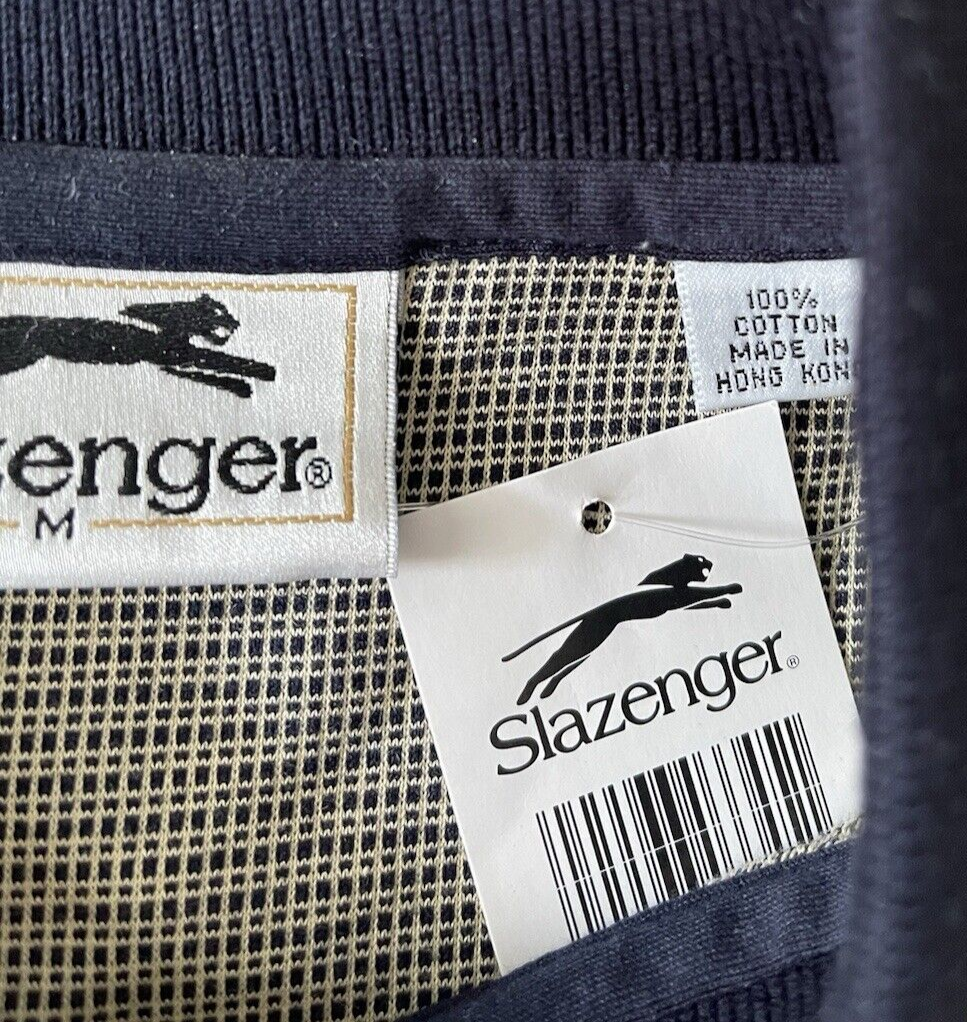 zenger®
M
100%
COTTON
MADE IN
HONG KON
Slazenger®